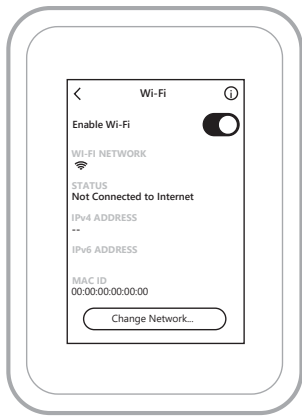 Wi-Fi
Enable Wi-Fi
WI-FI NETWORK
STATUS
Not Connected to Internet
IPv4 ADDRESS
--
IPv6 ADDRESS
MAC ID
00:00:00:00:00:00
Change Network...